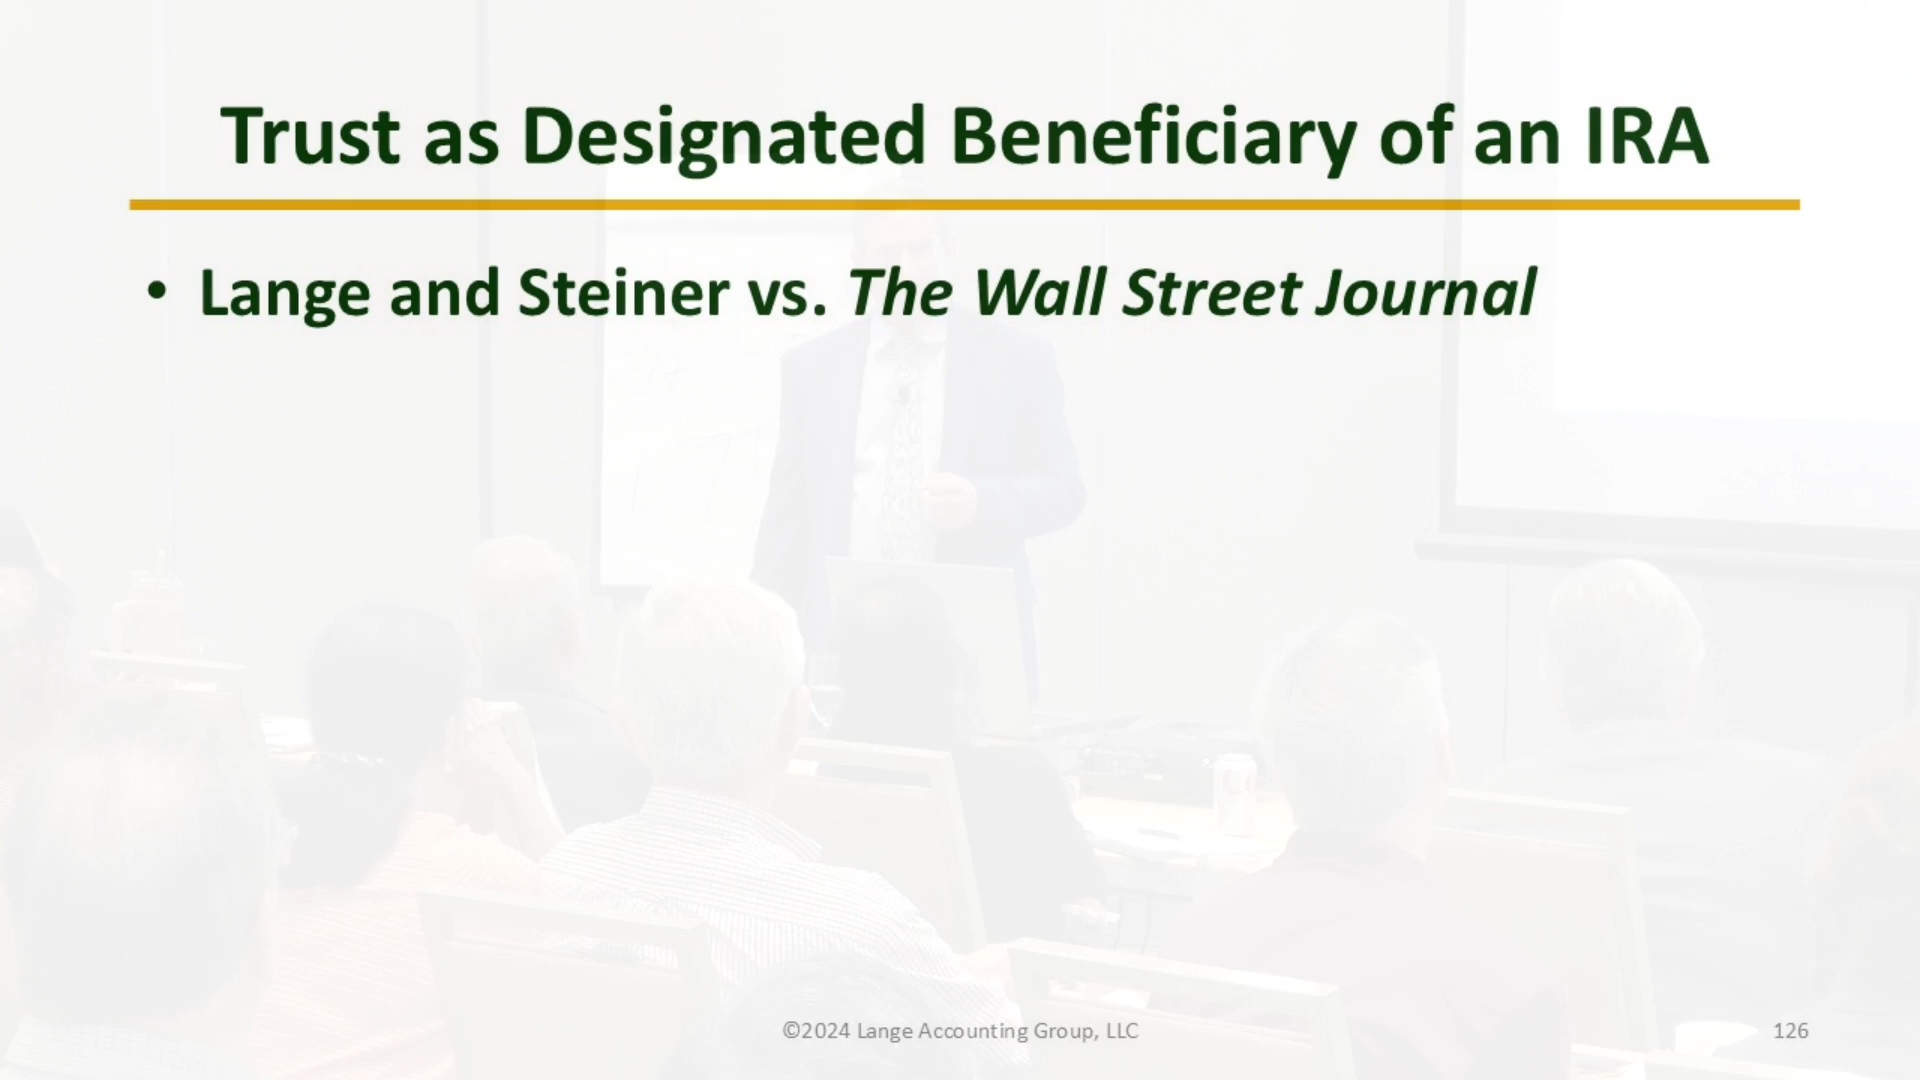 Trust as Designated Beneficiary of an IRA
• Lange and Steiner vs. The Wall Street Journal
©2024 Lange Accounting Group, LLC
126